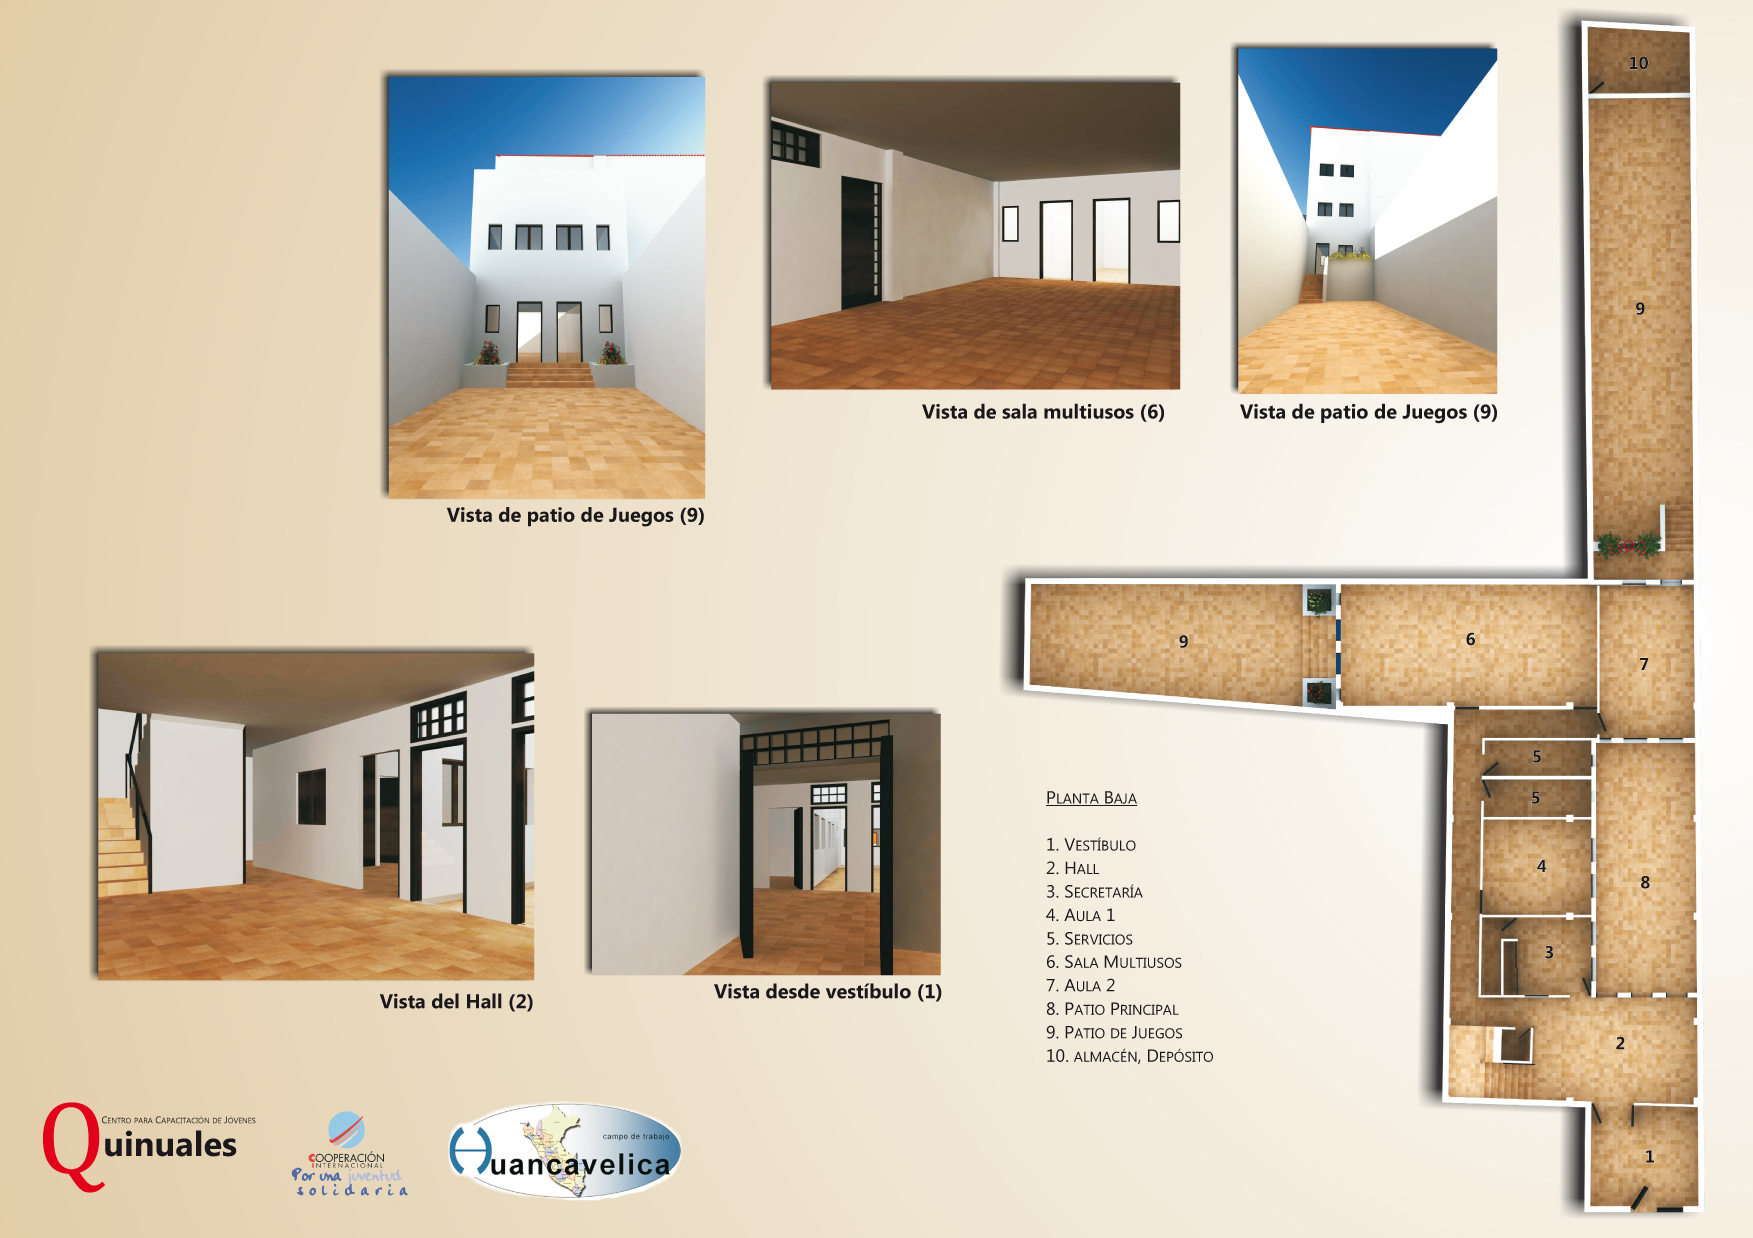 Vista de patio de Juegos (9)
Vista de sala multiusos (6)
Vista de patio de Juegos (9)
Vista del Hall (2)
Vista desde vestíbulo (1)
10
9
9
6
7
5
5
4
8
3
2
1
PLANTA BAJA
1. VESTÍBULO
2. HALL
3. SECRETARÍA
4. AULA 1
5. SERVICIOS
6. SALA MULTIUSOS
7. AULA 2
8. PATIO PRINCIPAL
9. PATIO DE JUEGOS
10. ALMACÉN, DEPÓSITO
CENTRO PARA CAPACITACIÓN DE JÓVENES
Quinuales
COOPERACIÓN
INTERNACIONAL
Por una juventud
solidaria
campo de trabajo
Huancavelica